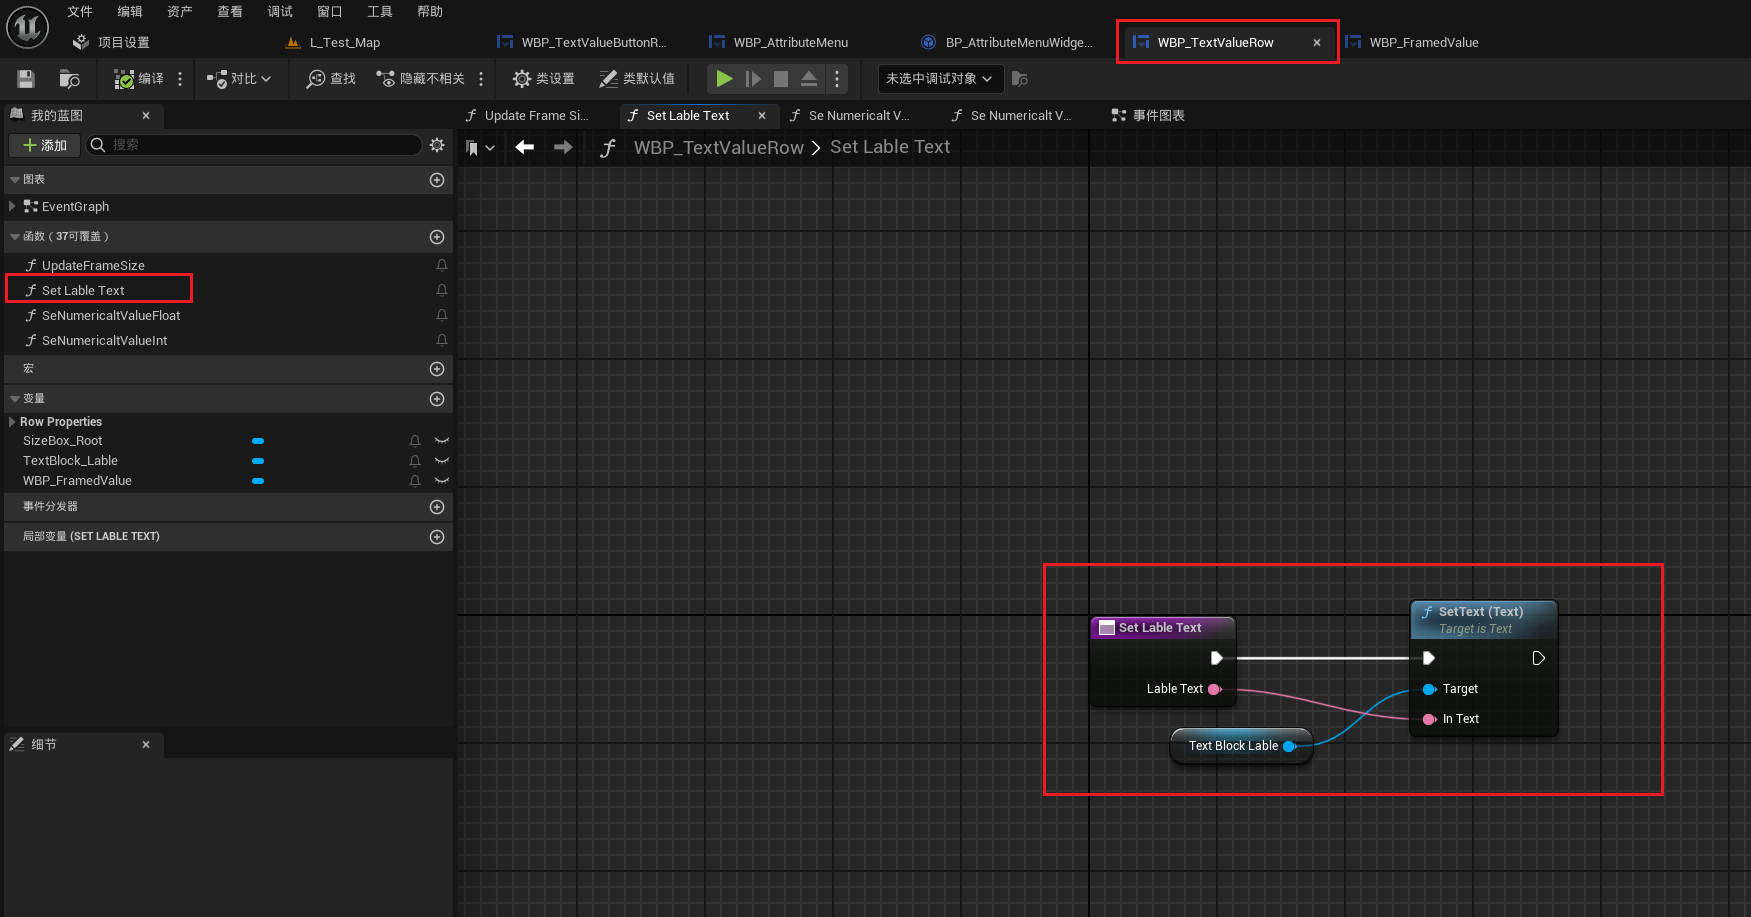 文件 编辑 资产 查看 调试 窗口 工具 帮助
项目设置 L_Test_Map WBP_TextValueButtonR... WBP_AttributeMenu BP_AttributeMenuWidge... WBP_TextValueRow WBP_FramedValue
编译 对比 查找 隐藏不相关 类设置 类默认值 未选中调试对象
我的蓝图 Update Frame Si... Set Lable Text Se Numericalt V... Se Numericalt V... 事件图表
添加 搜索 WBP_TextValueRow > Set Lable Text
图表
EventGraph
函数（37可覆盖）
UpdateFrameSize
Set Lable Text
SeNumericaltValueFloat
SeNumericaltValueInt
宏
变量
Row Properties
SizeBox_Root
TextBlock_Lable
WBP_FramedValue
事件分发器
局部变量 (SET LABLE TEXT)
细节
Set Lable Text
Lable Text
Text Block Lable
SetText (Text)
Target is Text
Target
In Text